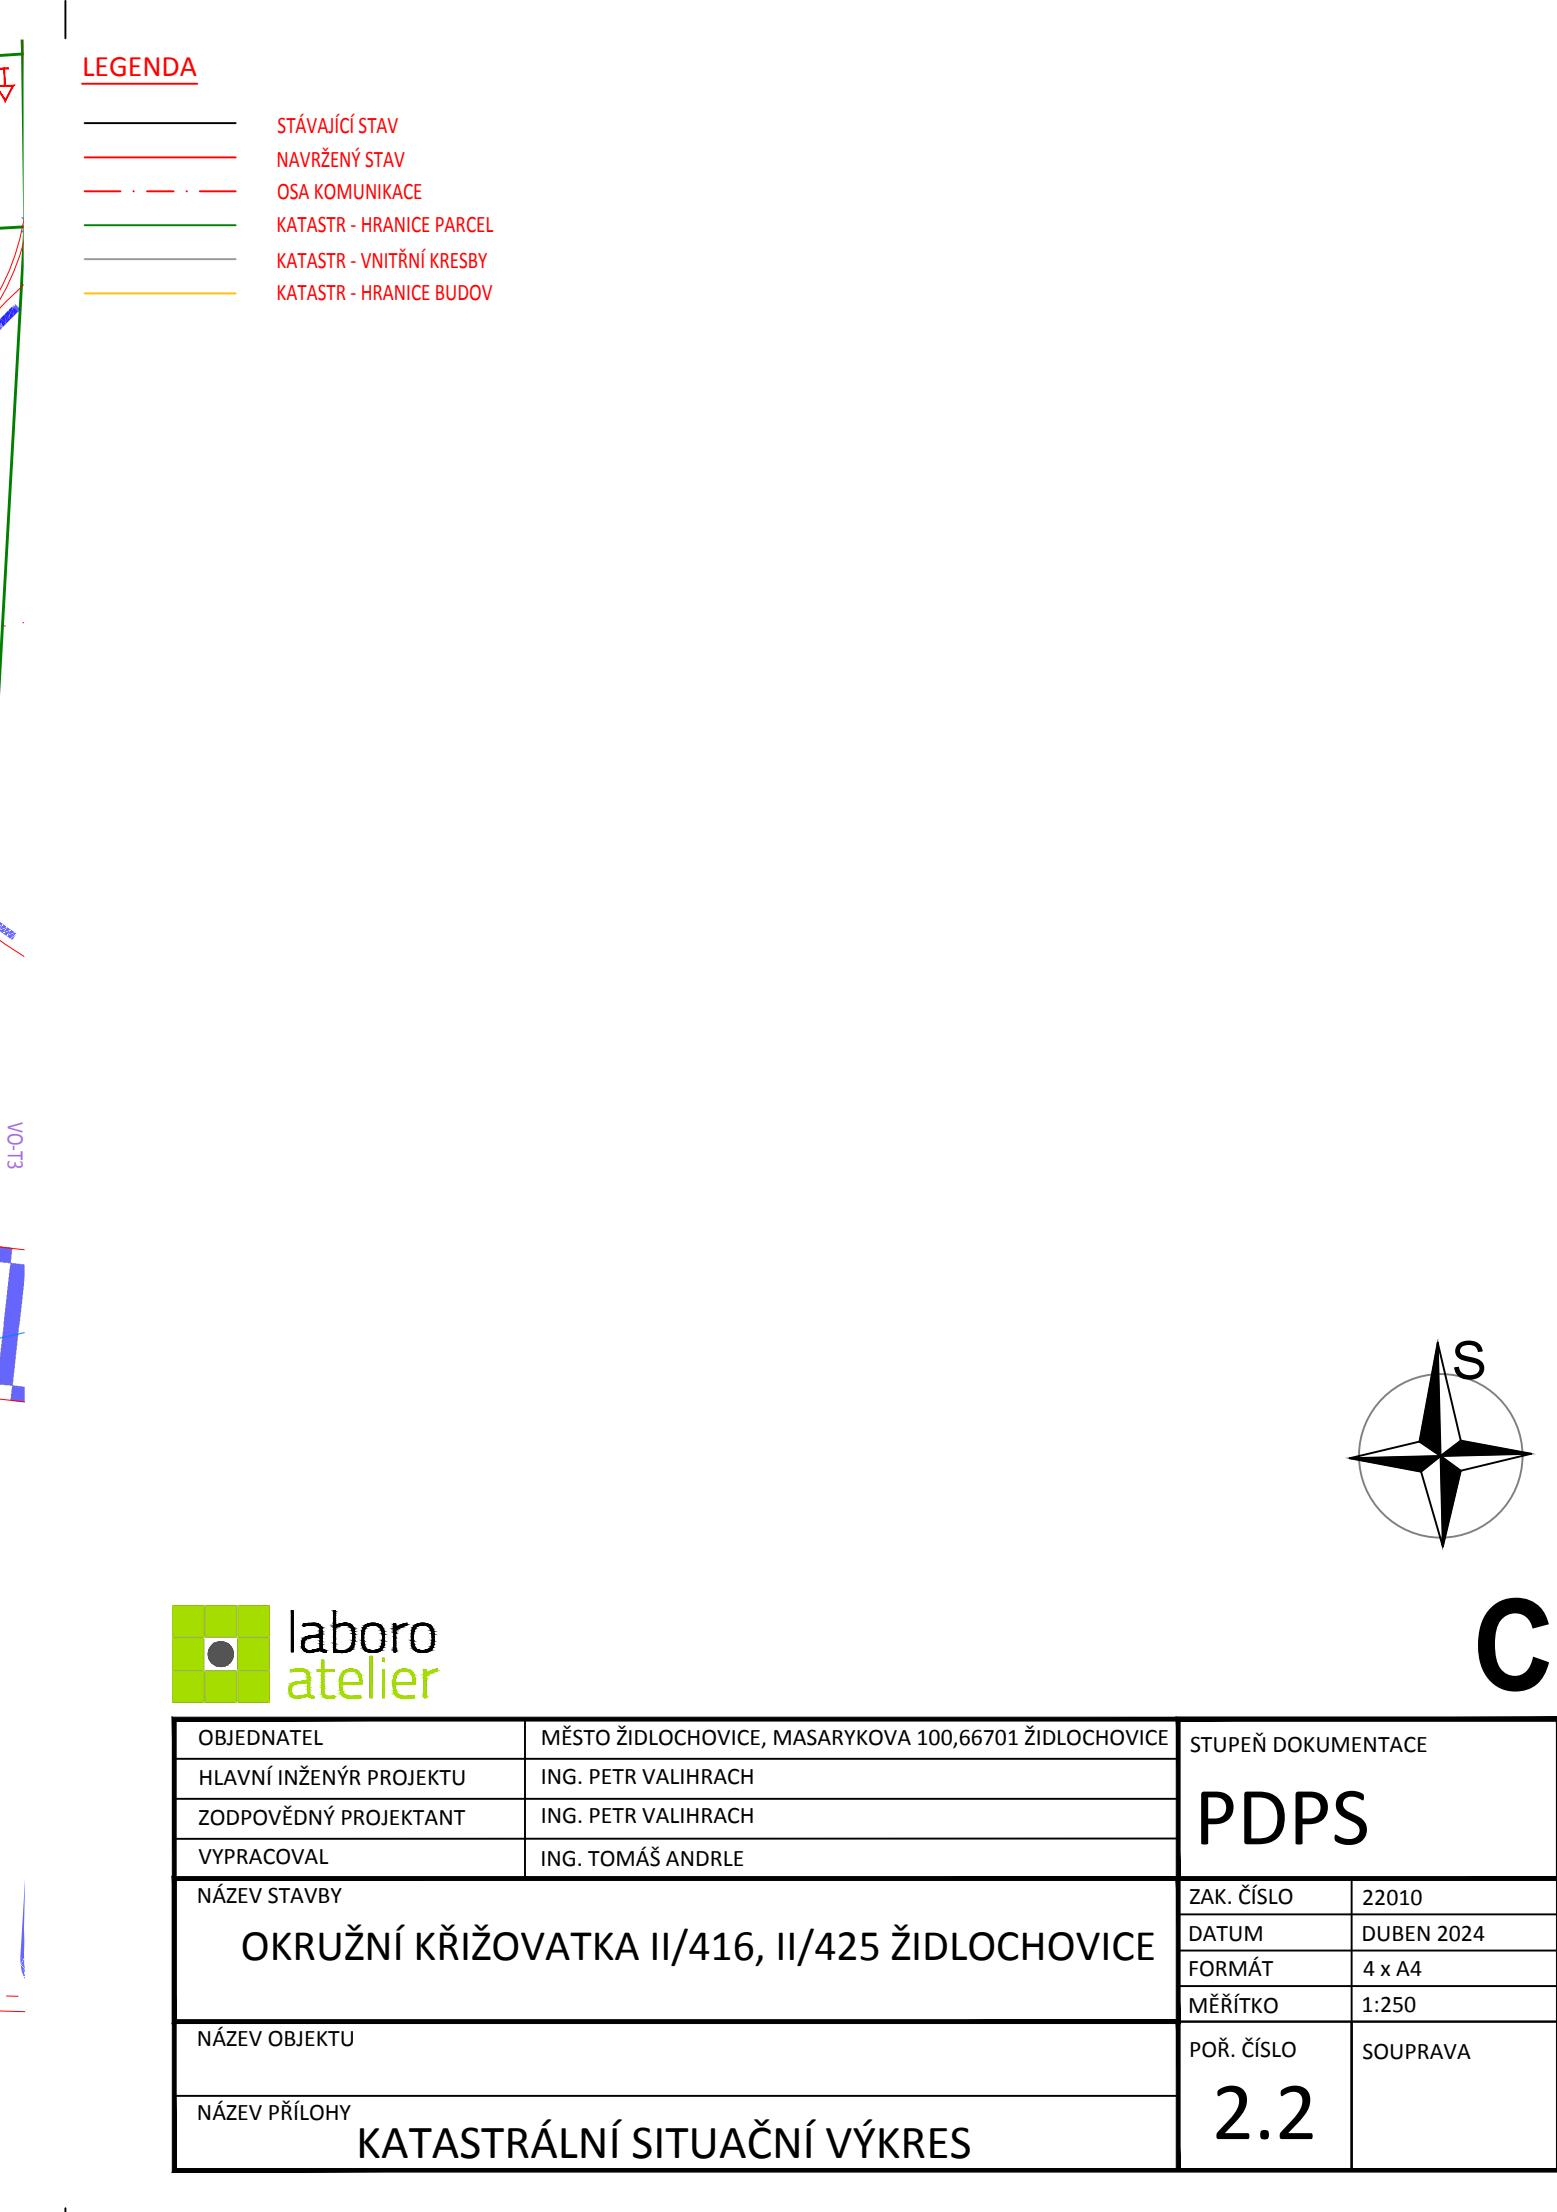 LEGENDA
STÁVAJÍCÍ STAV
NAVRŽENÝ STAV
OSA KOMUNIKACE
KATASTR - HRANICE PARCEL
KATASTR - VNITŘNÍ KRESBY
KATASTR - HRANICE BUDOV
VO-T3
S
C
laboro
atelier
OBJEDNATEL MĚSTO ŽIDLOCHOVICE, MASARYKOVA 100,66701 ŽIDLOCHOVICE
HLAVNÍ INŽENÝR PROJEKTU ING. PETR VALIHRACH
ZODPOVĚDNÝ PROJEKTANT ING. PETR VALIHRACH
VYPRACOVAL ING. TOMÁŠ ANDRLE
STUPEŇ DOKUMENTACE
PDPS
NÁZEV STAVBY
OKRUŽNÍ KŘIŽOVATKA II/416, II/425 ŽIDLOCHOVICE
ZAK. ČÍSLO 22010
DATUM DUBEN 2024
FORMÁT 4 x A4
MĚŘÍTKO 1:250
NÁZEV OBJEKTU
NÁZEV PŘÍLOHY
KATASTRÁLNÍ SITUAČNÍ VÝKRES
POŘ. ČÍSLO
2.2
SOUPRAVA